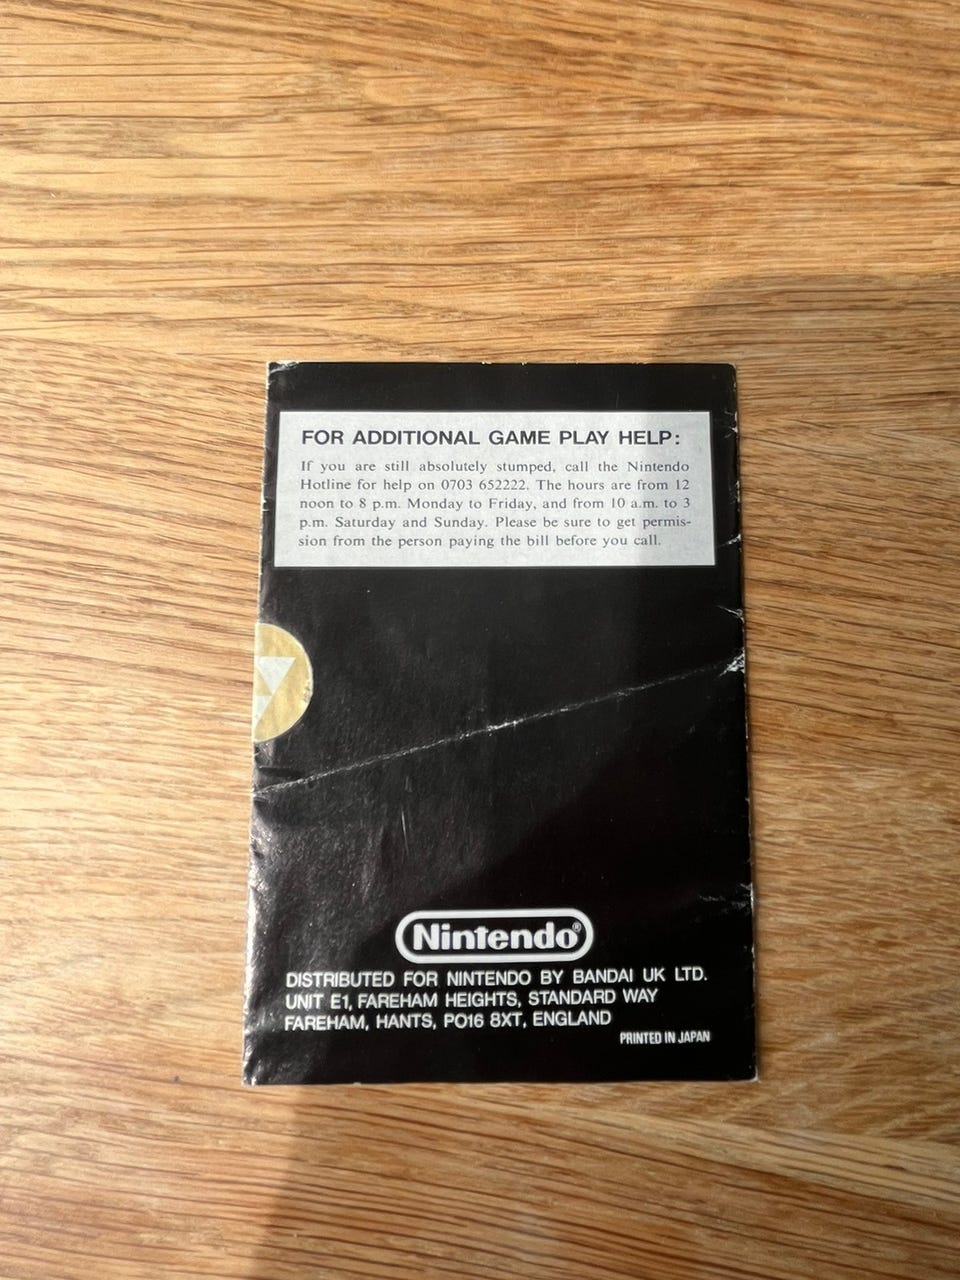 FOR ADDITIONAL GAME PLAY HELP:
If you are still absolutely stumped, call the Nintendo
Hotline for help on 0703 652222. The hours are from 12
noon to 8 p.m. Monday to Friday, and from 10 a.m. to 3
p.m. Saturday and Sunday. Please be sure to get permis-
sion from the person paying the bill before you call.
Nintendo®
DISTRIBUTED FOR NINTENDO BY BANDAI UK LTD.
UNIT E1, FAREHAM HEIGHTS, STANDARD WAY
FAREHAM, HANTS, PO16 8XT, ENGLAND
PRINTED IN JAPAN